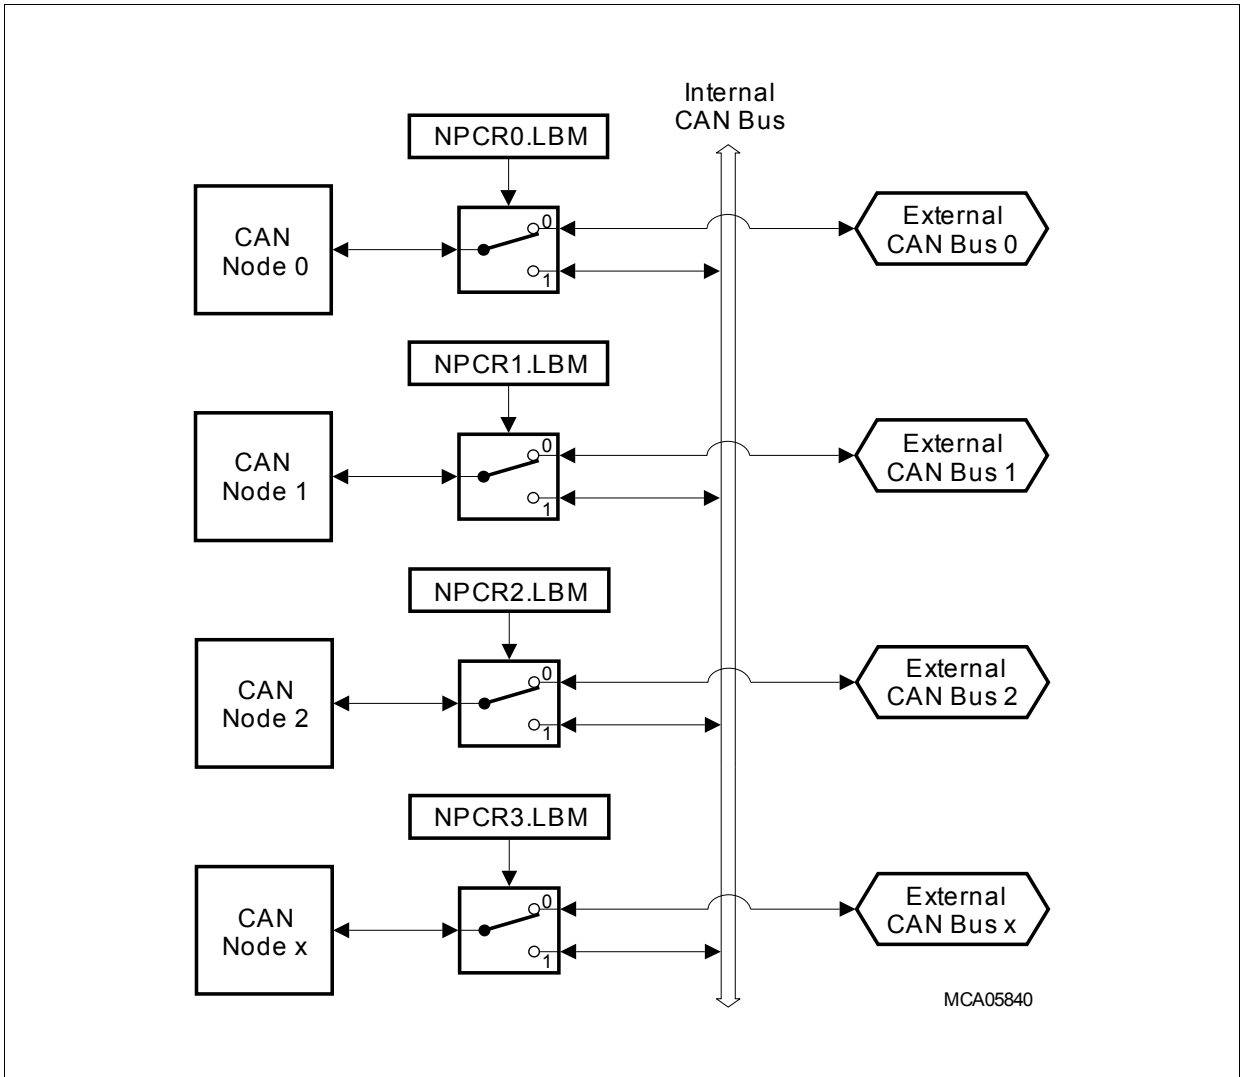 Internal
CAN Bus
NPCR0.LBM
CAN
Node 0
0
1
External
CAN Bus 0
NPCR1.LBM
CAN
Node 1
0
1
External
CAN Bus 1
NPCR2.LBM
CAN
Node 2
0
1
External
CAN Bus 2
NPCR3.LBM
CAN
Node x
0
1
External
CAN Bus x
MCA05840